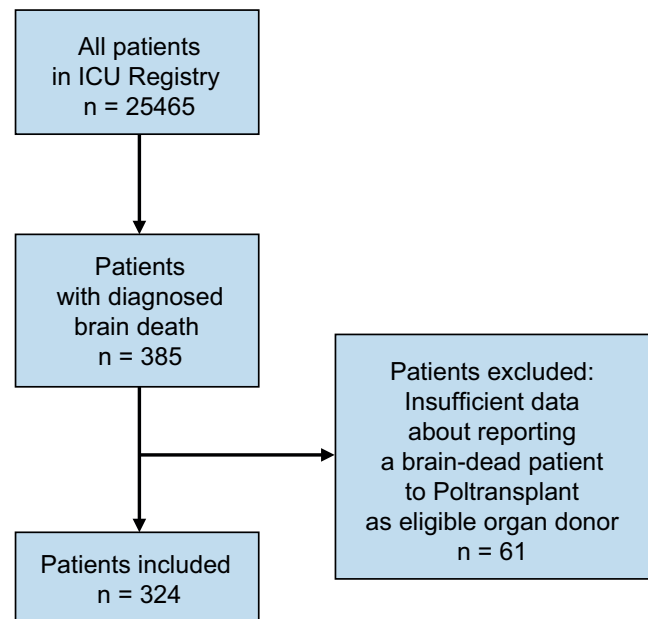 All patients
in ICU Registry
n = 25465
Patients
with diagnosed
brain death
n = 385
Patients excluded:
Insufficient data
about reporting
a brain-dead patient
to Poltransplant
as eligible organ donor
n = 61
Patients included
n = 324